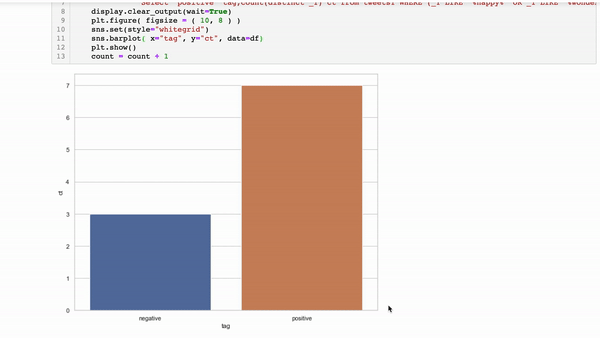 7 Select 'positive' tag,count(distinct _1) ct from tweets1 WHERE (_1 LIKE '%happy%' OR _1 LIKE '%wonde
8 display.clear_output(wait=True)
9 plt.figure( figsize = ( 10, 8 ) )
10 sns.set(style="whitegrid")
11 sns.barplot( x="tag", y="ct", data=df)
12 plt.show()
13 count = count + 1
7
6
5
4
3
2
1
0
ct
negative positive
tag